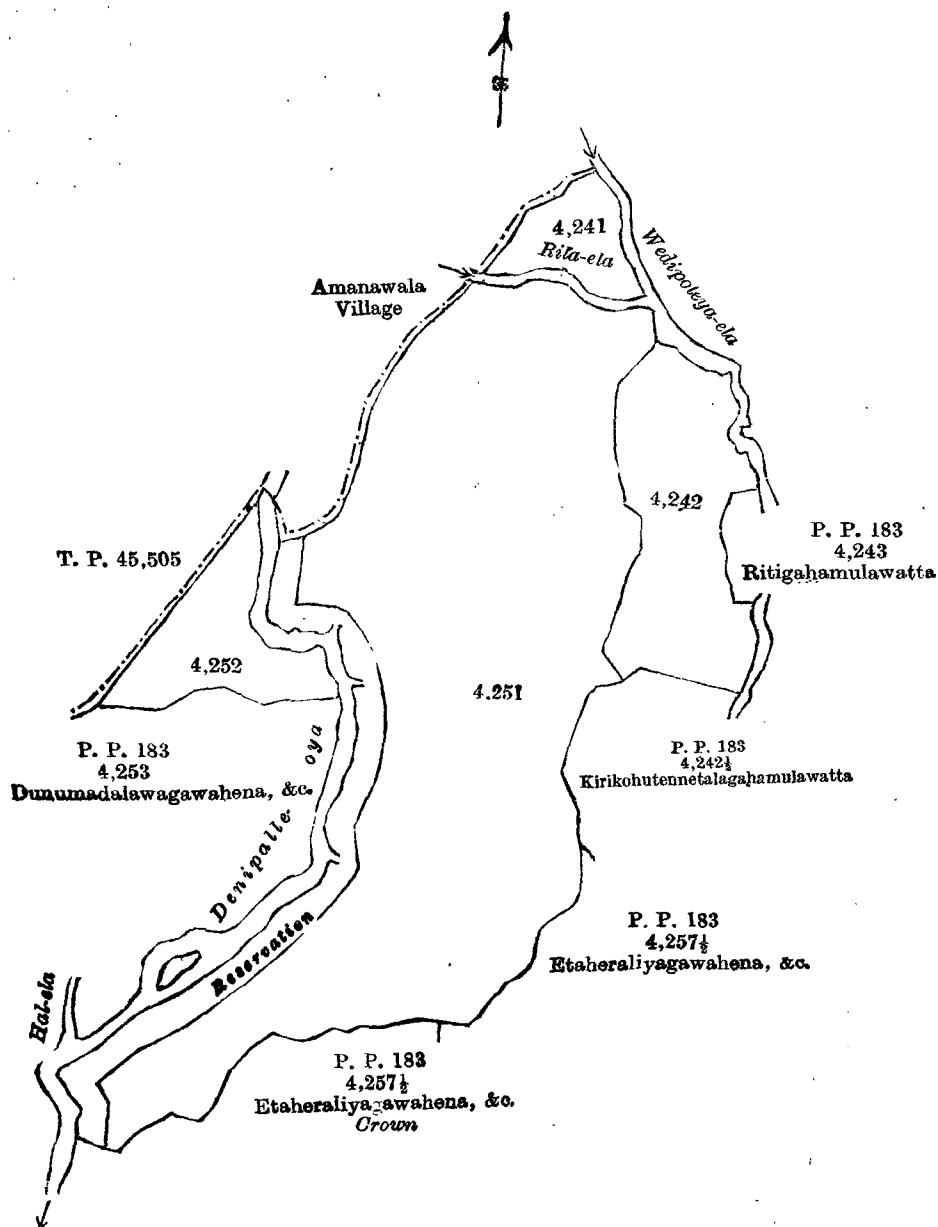 4,241
Rita-ela
Wedipoteya-ela
Amanawala
Village
4,242
T. P. 45,505
P. P. 183
4,243
Ritigahamulawatta
4,252
4.251
P. P. 183
4,253
Dunumadalawagawahena, &c.
P. P. 183
4,242½
Kirikohutennetalagahamulawatta
Denipalle-oya
Reservation
P. P. 183
4,257½
Etaheraliyagawahena, &c.
Hal-ela
P. P. 183
4,257½
Etaheraliyagawahena, &c.
Crown